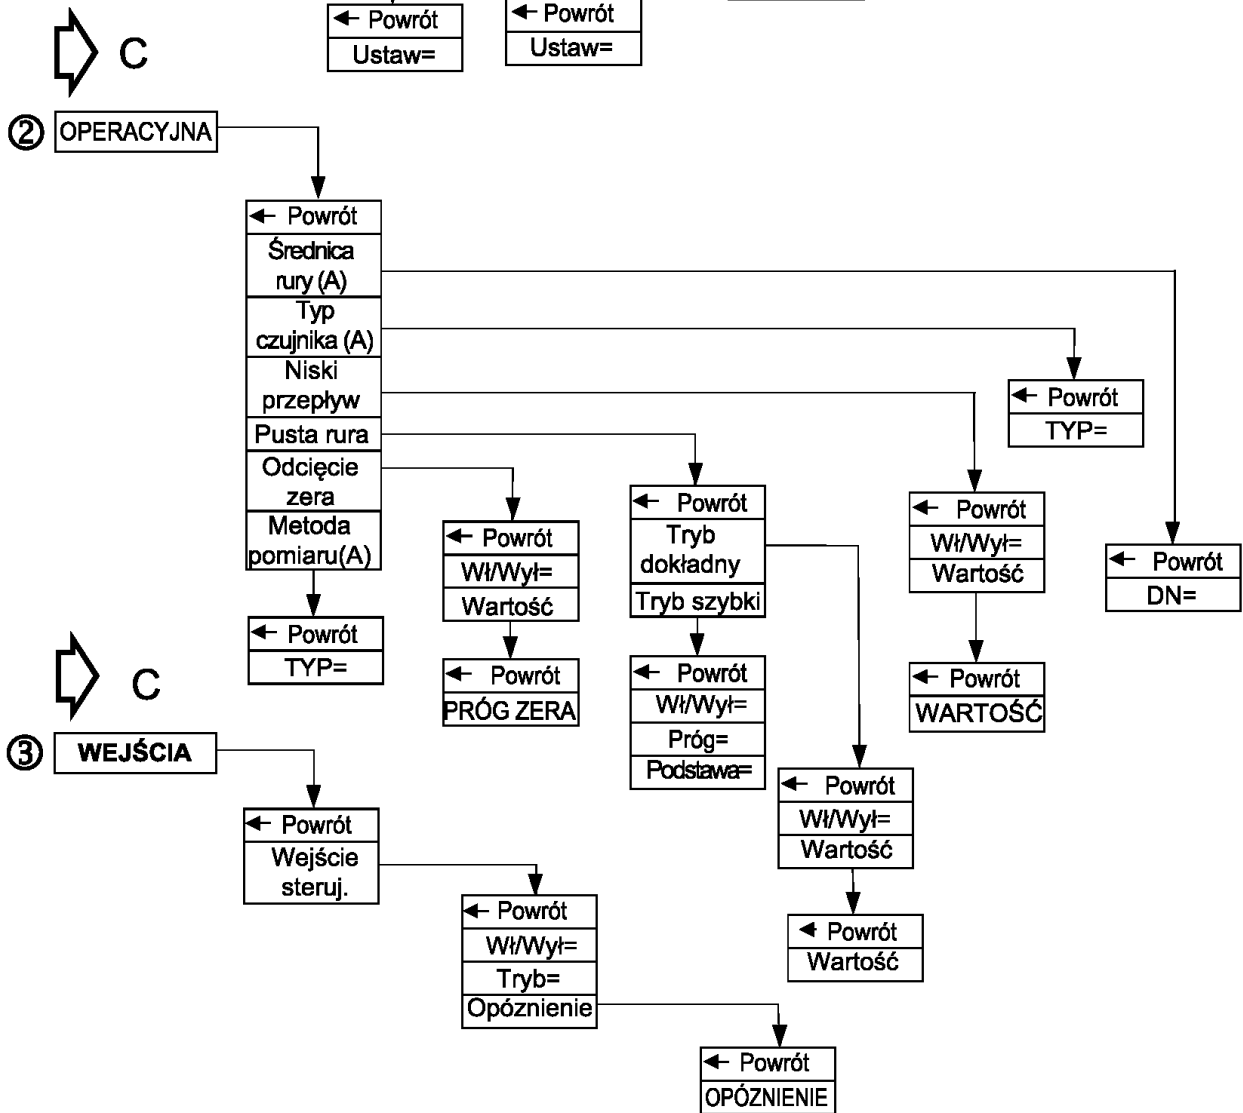 ← Powrót
Ustaw=
← Powrót
Ustaw=
C
② OPERACYJNA
← Powrót
Średnica
rury (A)
Typ
czujnika (A)
Niski
przepływ
Pusta rura
Odcięcie
zera
Metoda
pomiaru(A)
← Powrót
TYP=
← Powrót
Wł/Wył=
Wartość
← Powrót
PRÓG ZERA
← Powrót
Tryb
dokładny
Tryb szybki
← Powrót
Wł/Wył=
Próg=
Podstawa=
← Powrót
Wł/Wył=
Wartość
← Powrót
Wartość
← Powrót
Wł/Wył=
Wartość
← Powrót
WARTOŚĆ
← Powrót
TYP=
← Powrót
DN=
C
③ WEJŚCIA
← Powrót
Wejście
steruj.
← Powrót
Wł/Wył=
Tryb=
Opóznienie
← Powrót
OPÓZNIENIE